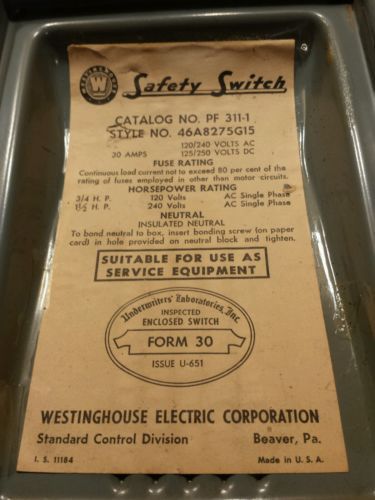 W
Safety Switch
CATALOG NO. PF 311-1
STYLE NO. 46A8275G15
120/240 VOLTS AC
30 AMPS 125/250 VOLTS DC
FUSE RATING
Continuous load current not to exceed 80 per cent of the
rating of fuses employed in other than motor circuits.
HORSEPOWER RATING
3/4 H. P. 120 Volts AC Single Phase
1½ H. P. 240 Volts AC Single Phase
NEUTRAL
INSULATED NEUTRAL
To bond neutral to box, insert bonding screw (on paper
card) in hole provided on neutral block and tighten.
SUITABLE FOR USE AS
SERVICE EQUIPMENT
Underwriters' Laboratories, Inc.
INSPECTED
ENCLOSED SWITCH
FORM 30
ISSUE U-651
WESTINGHOUSE ELECTRIC CORPORATION
Standard Control Division Beaver, Pa.
I. S. 11184 Made in U. S. A.